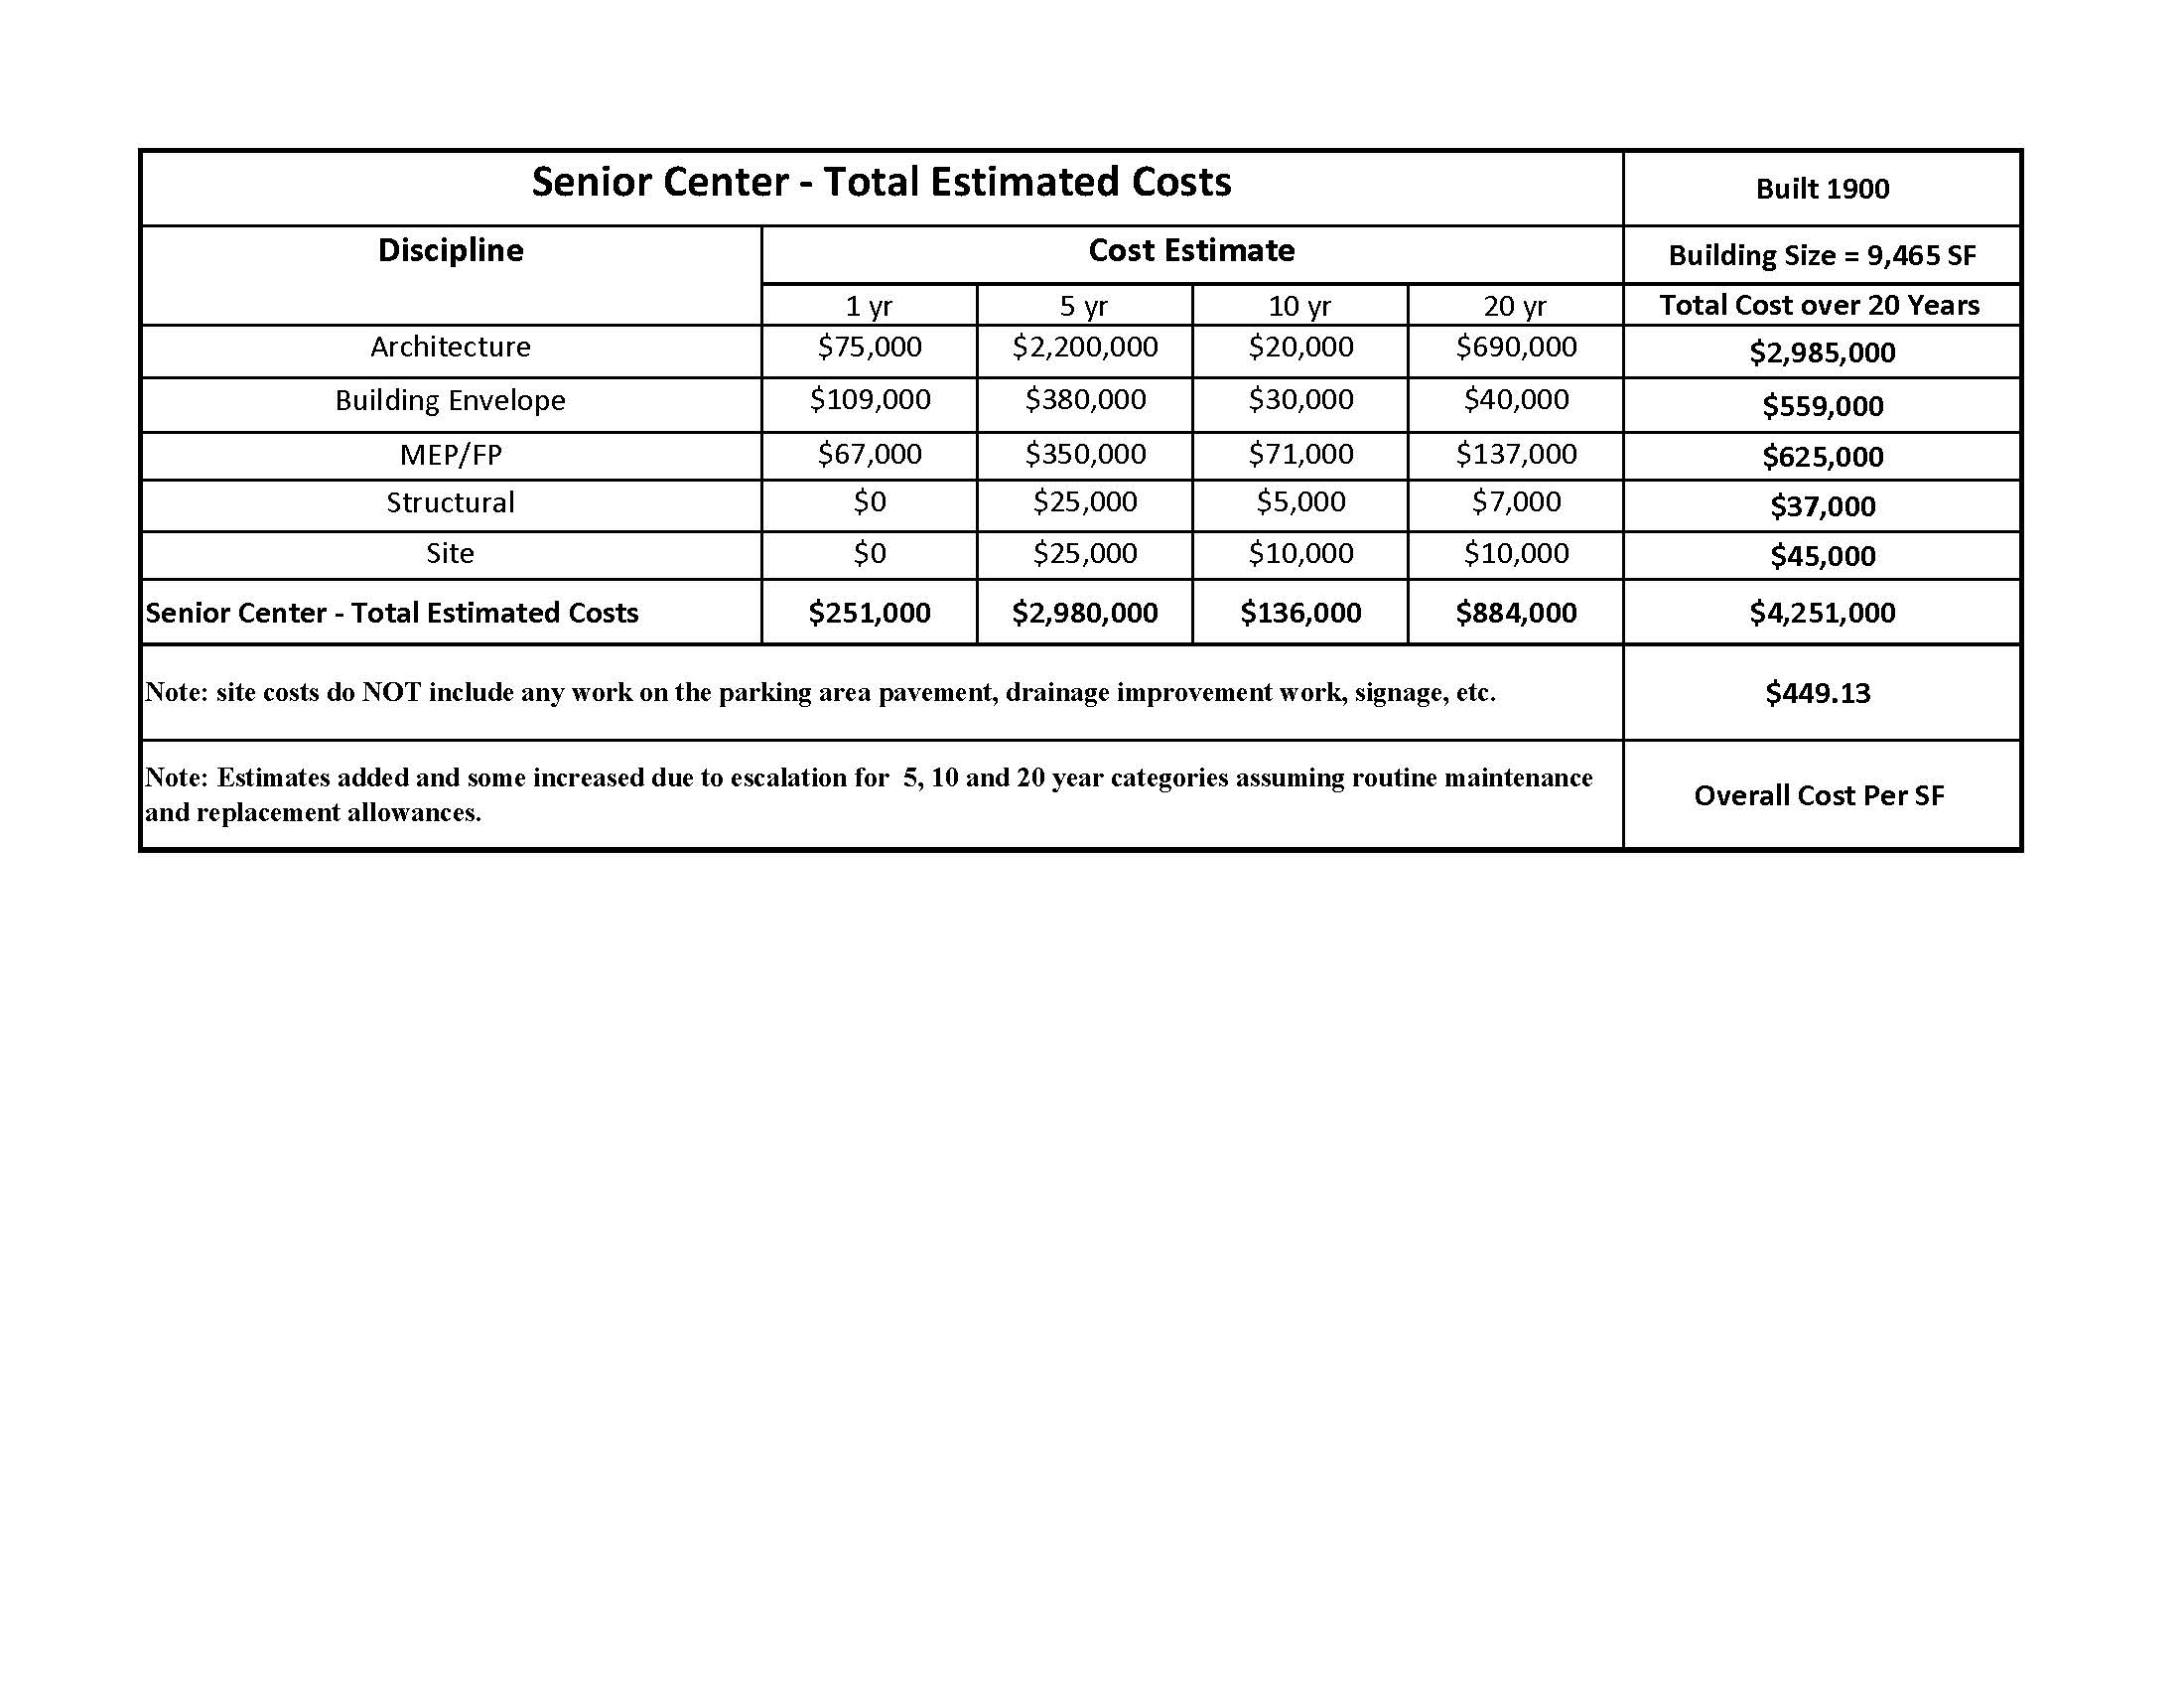 Senior Center - Total Estimated Costs Built 1900
Discipline Cost Estimate Building Size = 9,465 SF
1 yr 5 yr 10 yr 20 yr Total Cost over 20 Years
Architecture $75,000 $2,200,000 $20,000 $690,000 $2,985,000
Building Envelope $109,000 $380,000 $30,000 $40,000 $559,000
MEP/FP $67,000 $350,000 $71,000 $137,000 $625,000
Structural $0 $25,000 $5,000 $7,000 $37,000
Site $0 $25,000 $10,000 $10,000 $45,000
Senior Center - Total Estimated Costs $251,000 $2,980,000 $136,000 $884,000 $4,251,000
Note: site costs do NOT include any work on the parking area pavement, drainage improvement work, signage, etc. $449.13
Note: Estimates added and some increased due to escalation for  5, 10 and 20 year categories assuming routine maintenance
and replacement allowances.
Overall Cost Per SF